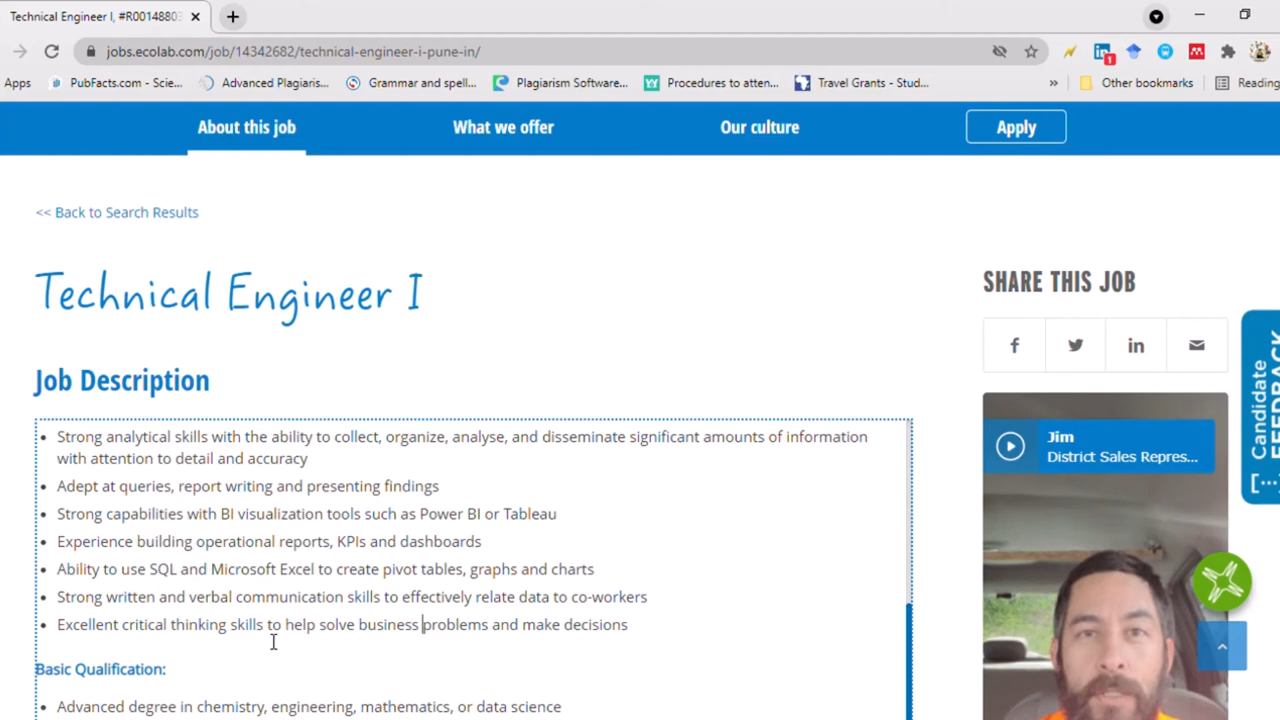 Technical Engineer I, #R0014880
jobs.ecolab.com/job/14342682/technical-engineer-i-pune-in/
1
Apps
PubFacts.com - Scie...
Advanced Plagiaris...
Grammar and spell...
Plagiarism Software...
Procedures to atten...
Travel Grants - Stud...
»
Other bookmarks
Reading
About this job
What we offer
Our culture
Apply
<< Back to Search Results
Technical Engineer I
SHARE THIS JOB
Job Description
Candidate
FEEDBACK
[...]
Jim
District Sales Repres...
• Strong analytical skills with the ability to collect, organize, analyse, and disseminate significant amounts of information
with attention to detail and accuracy
• Adept at queries, report writing and presenting findings
• Strong capabilities with BI visualization tools such as Power BI or Tableau
• Experience building operational reports, KPIs and dashboards
• Ability to use SQL and Microsoft Excel to create pivot tables, graphs and charts
• Strong written and verbal communication skills to effectively relate data to co-workers
• Excellent critical thinking skills to help solve business problems and make decisions
Basic Qualification:
• Advanced degree in chemistry, engineering, mathematics, or data science